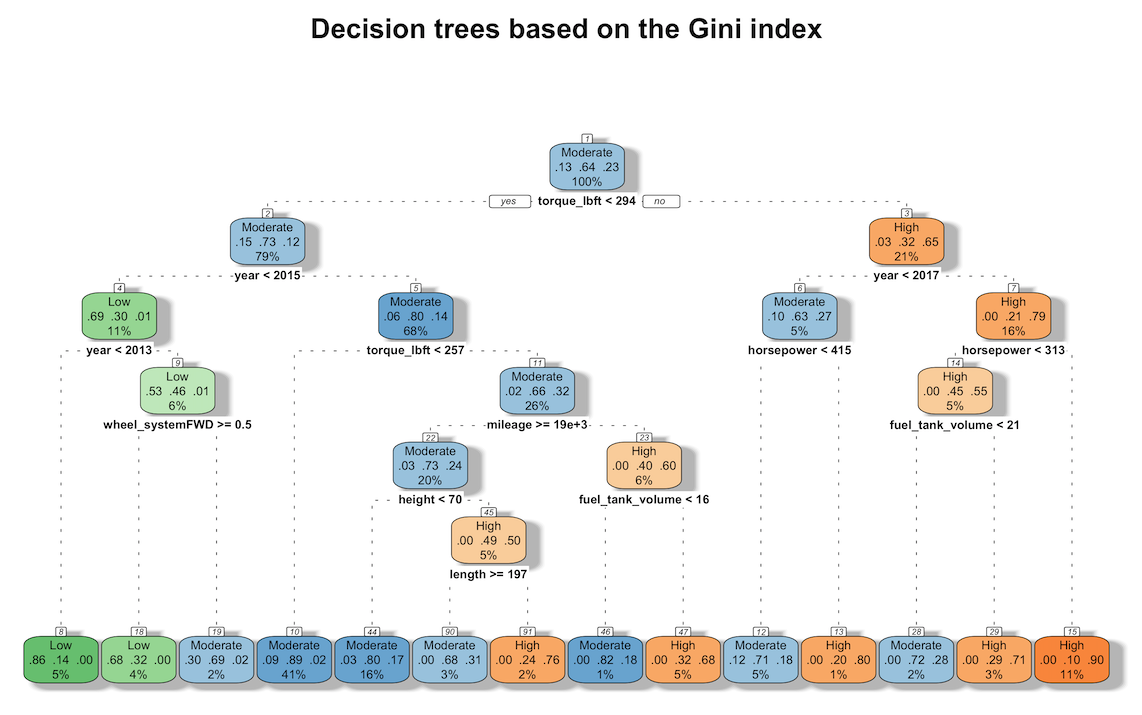 Decision trees based on the Gini index
1
Moderate
.13 .64 .23
100%
yes torque_lbft < 294 no
2
Moderate
.15 .73 .12
79%
year < 2015
3
High
.03 .32 .65
21%
year < 2017
4
Low
.69 .30 .01
11%
year < 2013
5
Moderate
.06 .80 .14
68%
torque_lbft < 257
6
Moderate
.10 .63 .27
5%
horsepower < 415
7
High
.00 .21 .79
16%
horsepower < 313
9
Low
.53 .46 .01
6%
wheel_systemFWD >= 0.5
11
Moderate
.02 .66 .32
26%
mileage >= 19e+3
14
High
.00 .45 .55
5%
fuel_tank_volume < 21
22
Moderate
.03 .73 .24
20%
height < 70
23
High
.00 .40 .60
6%
fuel_tank_volume < 16
45
High
.00 .49 .50
5%
length >= 197
8
Low
.86 .14 .00
5%
18
Low
.68 .32 .00
4%
19
Moderate
.30 .69 .02
2%
10
Moderate
.09 .89 .02
41%
44
Moderate
.03 .80 .17
16%
90
Moderate
.00 .68 .31
3%
91
High
.00 .24 .76
2%
46
Moderate
.00 .82 .18
1%
47
High
.00 .32 .68
5%
12
Moderate
.12 .71 .18
5%
13
High
.00 .20 .80
1%
28
Moderate
.00 .72 .28
2%
29
High
.00 .29 .71
3%
15
High
.00 .10 .90
11%